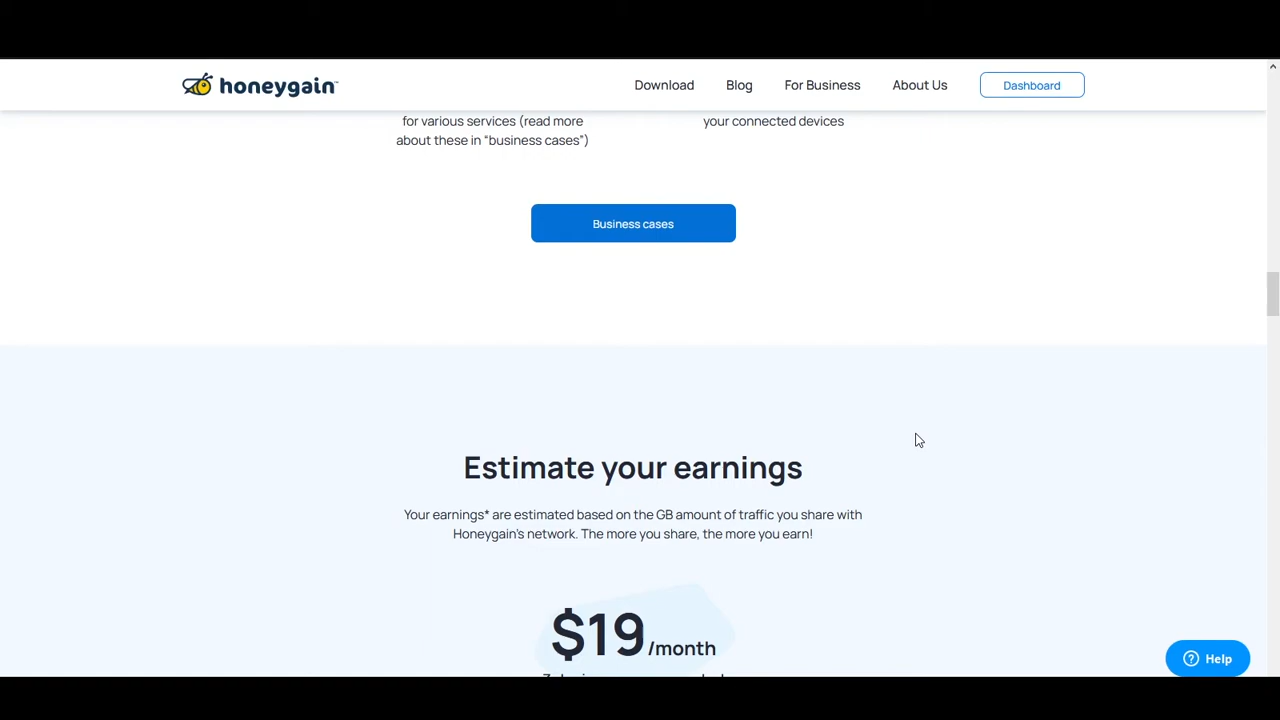 honeygain
Download Blog For Business About Us Dashboard
for various services (read more
about these in “business cases”)
your connected devices
Business cases
Estimate your earnings
Your earnings* are estimated based on the GB amount of traffic you share with
Honeygain’s network. The more you share, the more you earn!
$19 /month
Help